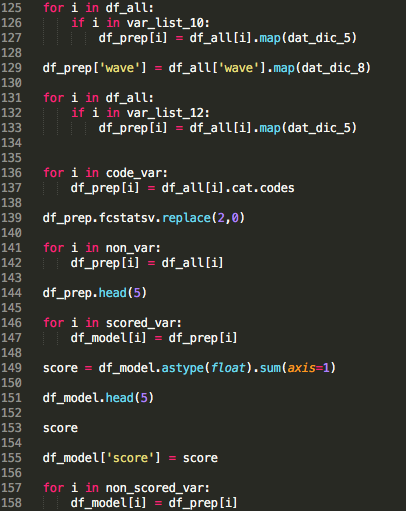 125 for i in df_all:
126     if i in var_list_10:
127         df_prep[i] = df_all[i].map(dat_dic_5)
128
129 df_prep['wave'] = df_all['wave'].map(dat_dic_8)
130
131 for i in df_all:
132     if i in var_list_12:
133         df_prep[i] = df_all[i].map(dat_dic_5)
134
135
136 for i in code_var:
137     df_prep[i] = df_all[i].cat.codes
138
139 df_prep.fcstatsv.replace(2,0)
140
141 for i in non_var:
142     df_prep[i] = df_all[i]
143
144 df_prep.head(5)
145
146 for i in scored_var:
147     df_model[i] = df_prep[i]
148
149 score = df_model.astype(float).sum(axis=1)
150
151 df_model.head(5)
152
153 score
154
155 df_model['score'] = score
156
157 for i in non_scored_var:
158     df_model[i] = df_prep[i]